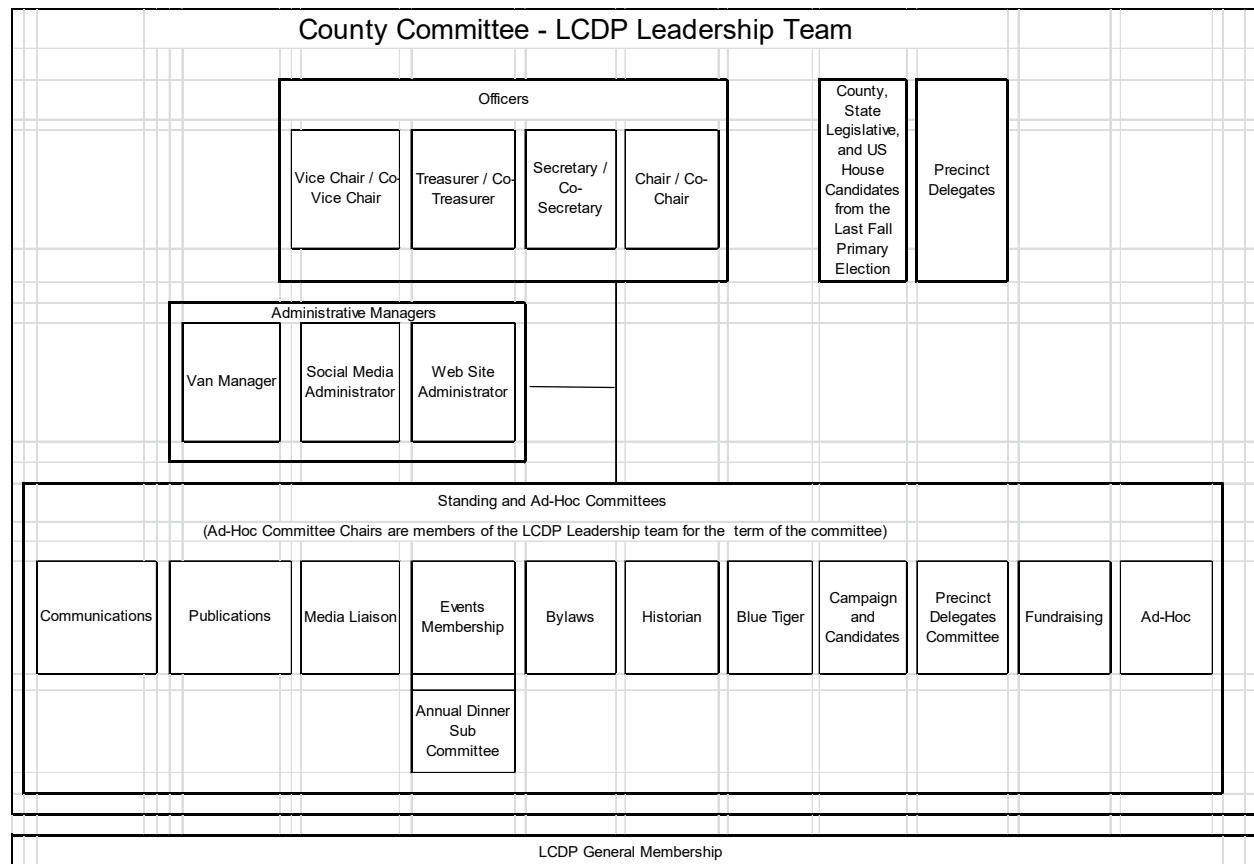 County Committee - LCDP Leadership Team
Officers
Vice Chair / Co-
Vice Chair
Treasurer / Co-
Treasurer
Secretary /
Co-
Secretary
Chair / Co-
Chair
County,
State
Legislative,
and US
House
Candidates
from the
Last Fall
Primary
Election
Precinct
Delegates
Administrative Managers
Van Manager
Social Media
Administrator
Web Site
Administrator
Standing and Ad-Hoc Committees
(Ad-Hoc Committee Chairs are members of the LCDP Leadership team for the term of the committee)
Communications
Publications
Media Liaison
Events
Membership
Bylaws
Historian
Blue Tiger
Campaign
and
Candidates
Precinct
Delegates
Committee
Fundraising
Ad-Hoc
Annual Dinner
Sub
Committee
LCDP General Membership